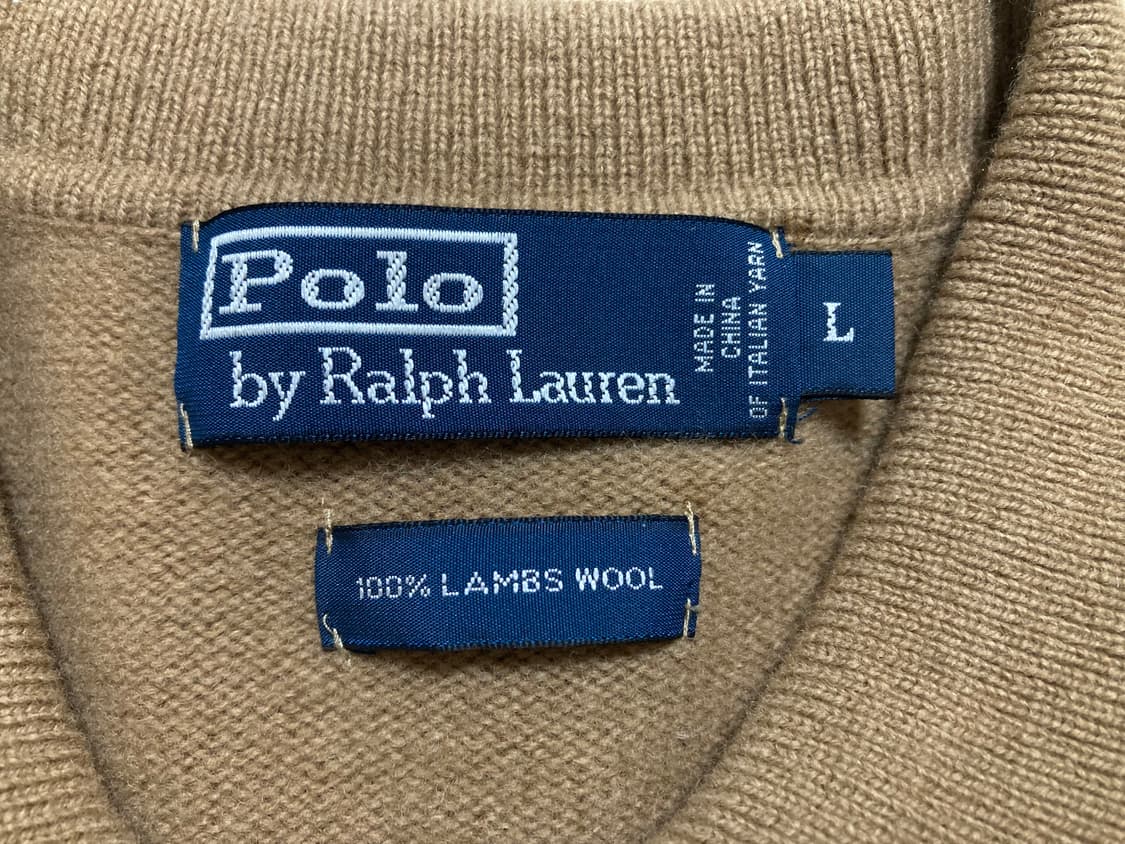 Polo
by Ralph Lauren
MADE IN
CHINA
OF ITALIAN YARN
L
100% LAMBS WOOL